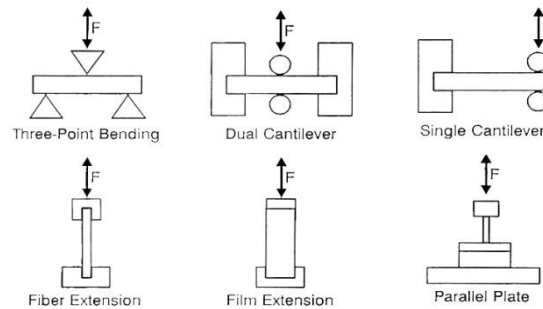 F
F
Three-Point Bending
Dual Cantilever
Single Cantilever
F
F
F
Fiber Extension
Film Extension
Parallel Plate